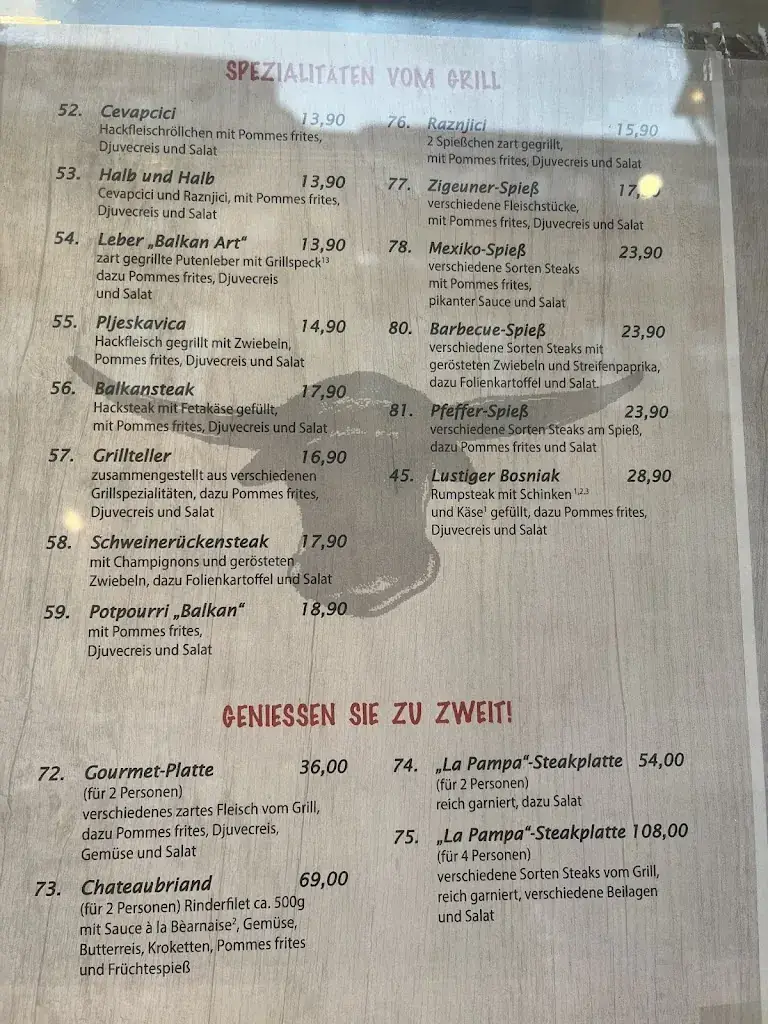 SPEZIALITÄTEN VOM GRILL
52. Cevapcici 13,90
Hackfleischröllchen mit Pommes frites,
Djuvecreis und Salat
53. Halb und Halb 13,90
Cevapcici und Raznjici, mit Pommes frites,
Djuvecreis und Salat
54. Leber „Balkan Art“ 13,90
zart gegrillte Putenleber mit Grillspeck¹³
dazu Pommes frites, Djuvecreis
und Salat
55. Pljeskavica 14,90
Hackfleisch gegrillt mit Zwiebeln,
Pommes frites, Djuvecreis und Salat
56. Balkansteak 17,90
Hacksteak mit Fetakäse gefüllt,
mit Pommes frites, Djuvecreis und Salat
57. Grillteller 16,90
zusammengestellt aus verschiedenen
Grillspezialitäten, dazu Pommes frites,
Djuvecreis und Salat
58. Schweinerückensteak 17,90
mit Champignons und gerösteten
Zwiebeln, dazu Folienkartoffel und Salat
59. Potpourri „Balkan“ 18,90
mit Pommes frites,
Djuvecreis und Salat
76. Raznjici 15,90
2 Spießchen zart gegrillt,
mit Pommes frites, Djuvecreis und Salat
77. Zigeuner-Spieß 17,
verschiedene Fleischstücke,
mit Pommes frites, Djuvecreis und Salat
78. Mexiko-Spieß 23,90
verschiedene Sorten Steaks
mit Pommes frites,
pikanter Sauce und Salat
80. Barbecue-Spieß 23,90
verschiedene Sorten Steaks mit
gerösteten Zwiebeln und Streifenpaprika,
dazu Folienkartoffel und Salat.
81. Pfeffer-Spieß 23,90
verschiedene Sorten Steaks am Spieß,
dazu Pommes frites und Salat
45. Lustiger Bosniak 28,90
Rumpsteak mit Schinken ¹,²,³
und Käse¹ gefüllt, dazu Pommes frites,
Djuvecreis und Salat
GENIESSEN SIE ZU ZWEIT!
72. Gourmet-Platte 36,00
(für 2 Personen)
verschiedenes zartes Fleisch vom Grill,
dazu Pommes frites, Djuvecreis,
Gemüse und Salat
73. Chateaubriand 69,00
(für 2 Personen) Rinderfilet ca. 500g
mit Sauce à la Bèarnaise², Gemüse,
Butterreis, Kroketten, Pommes frites
und Früchtespieß
74. „La Pampa“-Steakplatte 54,00
(für 2 Personen)
reich garniert, dazu Salat
75. „La Pampa“-Steakplatte 108,00
(für 4 Personen)
verschiedene Sorten Steaks vom Grill,
reich garniert, verschiedene Beilagen
und Salat